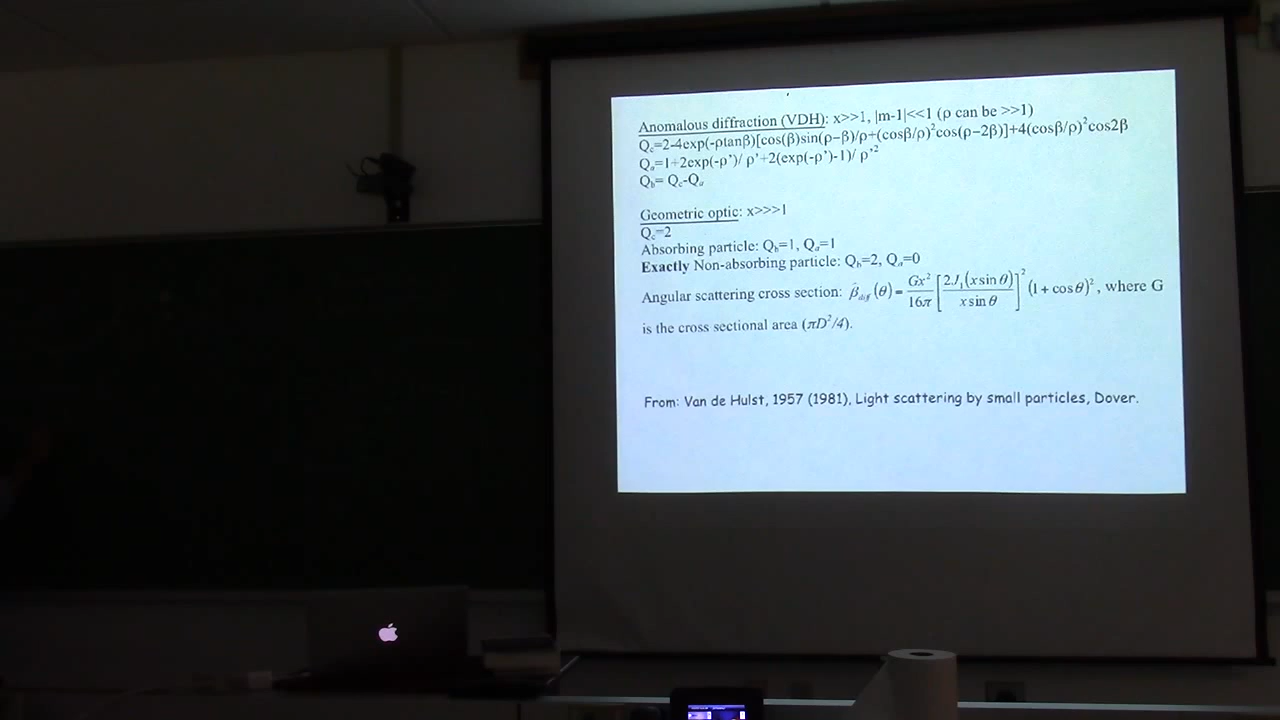 Anomalous diffraction (VDH): x>>1, |m-1|<<1 (ρ can be >>1)
Qc=2-4exp(-ρtanβ)[cos(β)sin(ρ-β)/ρ+(cosβ/ρ)²cos(ρ-2β)]+4(cosβ/ρ)²cos2β
Qa=1+2exp(-ρ')/ ρ'+2(exp(-ρ')-1)/ ρ'²
Qb= Qc-Qa
Geometric optic: x>>>1
Qc=2
Absorbing particle: Qb=1, Qa=1
Exactly Non-absorbing particle: Qb=2, Qa=0
Angular scattering cross section: β̃dif(θ) = Gx²/16π [2J₁(x sin θ)/x sin θ]² (1 + cos θ)², where G
is the cross sectional area (πD²/4).
From: Van de Hulst, 1957 (1981), Light scattering by small particles, Dover.